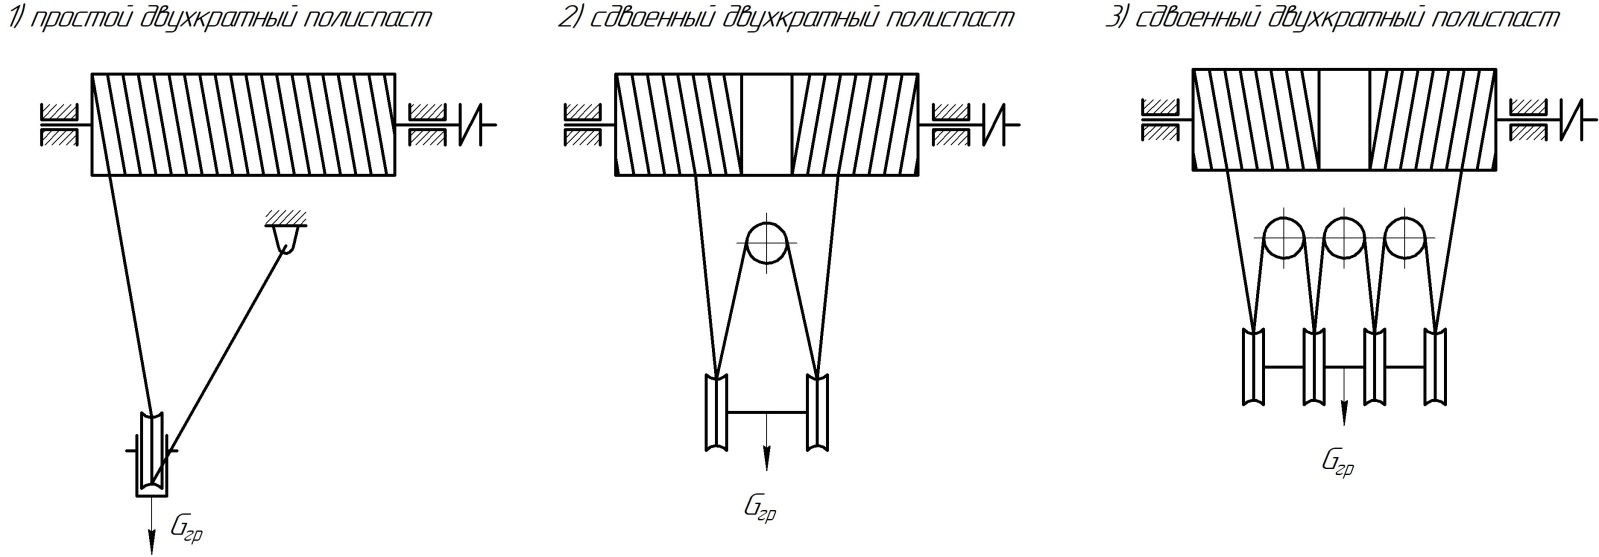 1) простой двухкратный полиспаст
2) сдвоенный двухкратный полиспаст
3) сдвоенный двухкратный полиспаст
Gгр
Gгр
Gгр